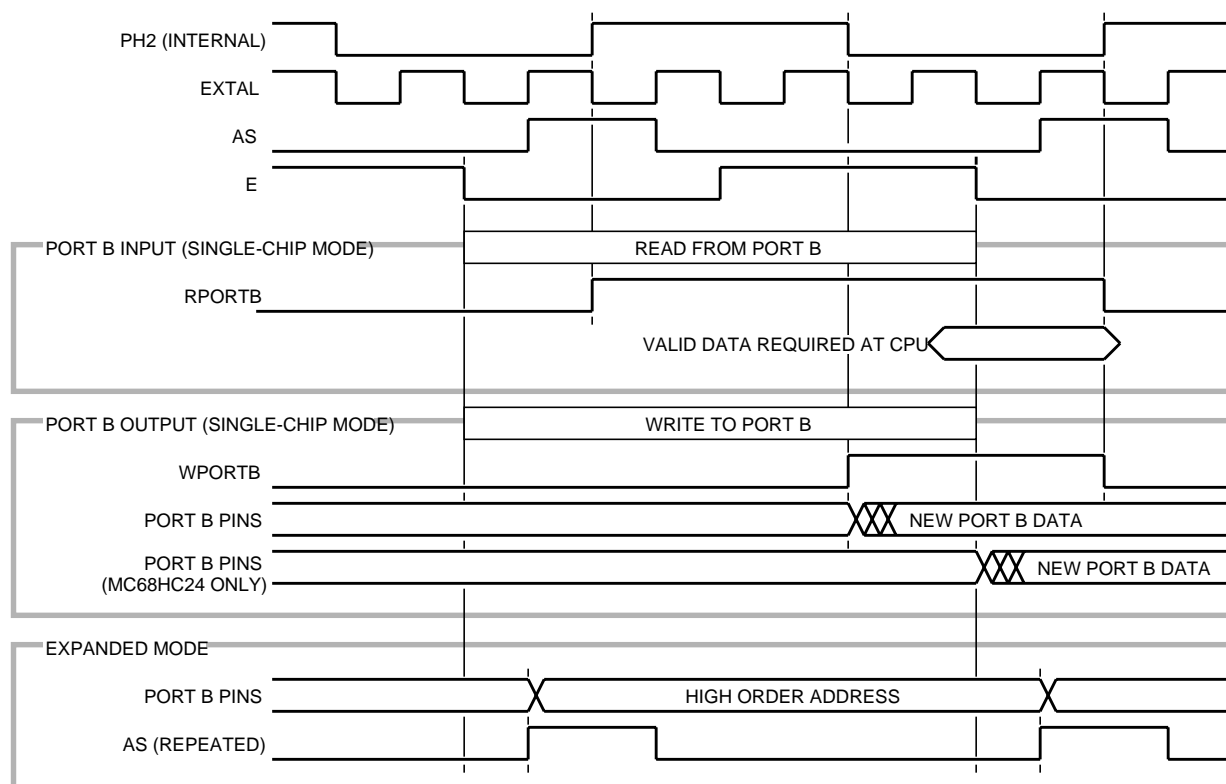 PH2 (INTERNAL)
EXTAL
AS
E
PORT B INPUT (SINGLE-CHIP MODE)
READ FROM PORT B
RPORTB
VALID DATA REQUIRED AT CPU
PORT B OUTPUT (SINGLE-CHIP MODE)
WRITE TO PORT B
WPORTB
PORT B PINS
NEW PORT B DATA
PORT B PINS
(MC68HC24 ONLY)
NEW PORT B DATA
EXPANDED MODE
PORT B PINS
HIGH ORDER ADDRESS
AS (REPEATED)